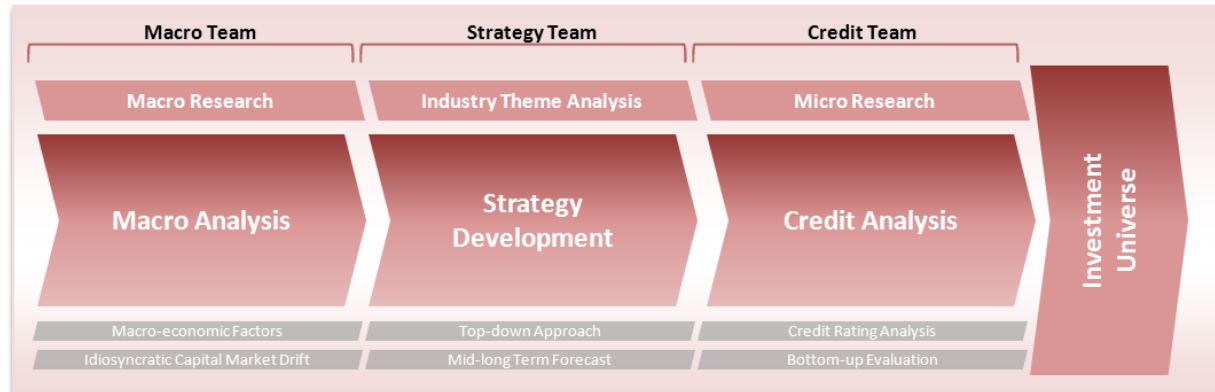 Macro Team
Strategy Team
Credit Team
Macro Research
Industry Theme Analysis
Micro Research
Macro Analysis
Strategy
Development
Credit Analysis
Investment
Universe
Macro-economic Factors
Top-down Approach
Credit Rating Analysis
Idiosyncratic Capital Market Drift
Mid-long Term Forecast
Bottom-up Evaluation